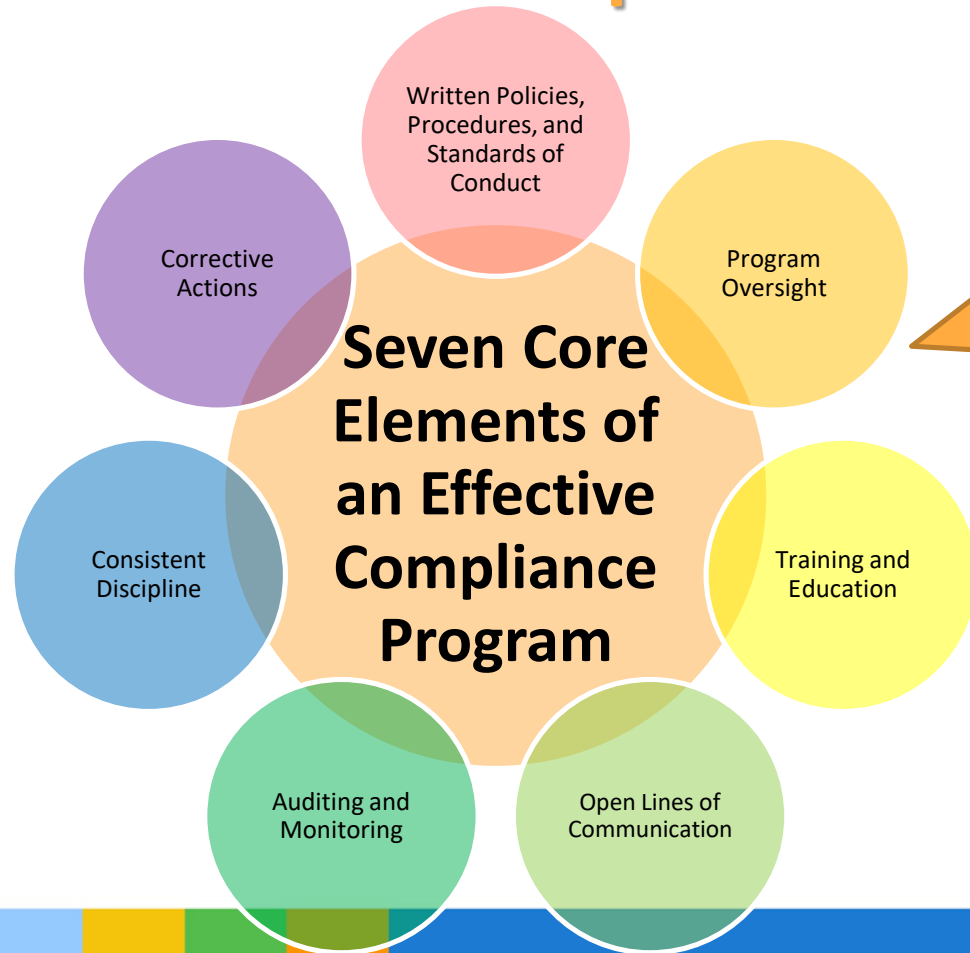 Written Policies,
Procedures, and
Standards of
Conduct
Program
Oversight
Training and
Education
Open Lines of
Communication
Auditing and
Monitoring
Consistent
Discipline
Corrective
Actions
Seven Core
Elements of
an Effective
Compliance
Program